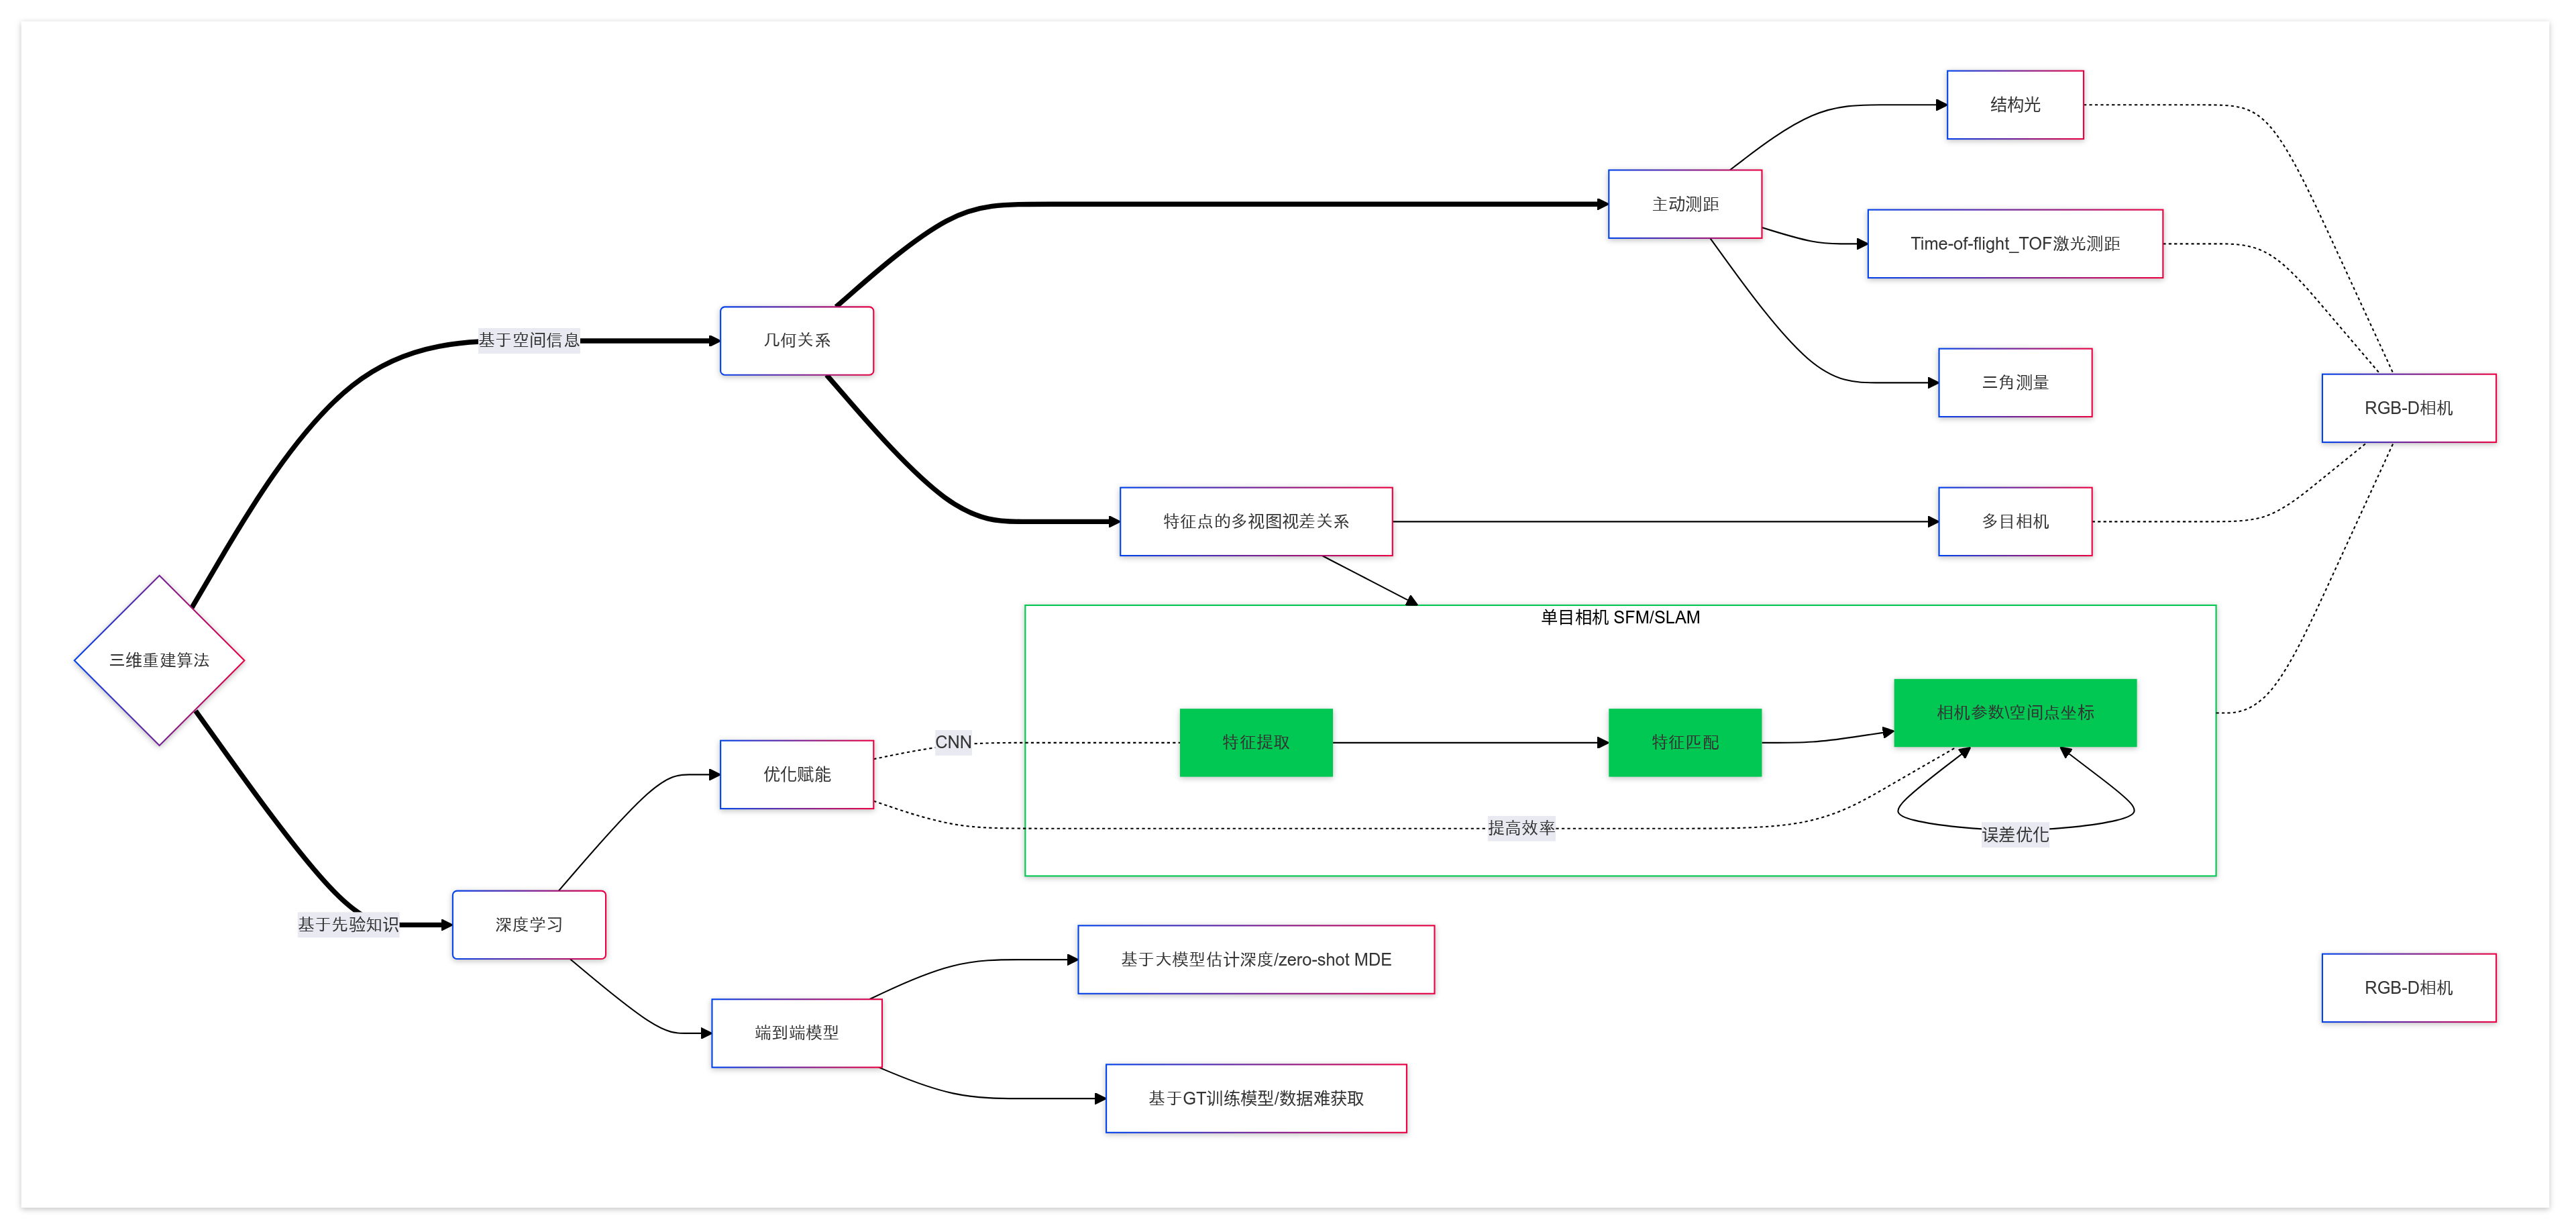 结构光
主动测距
Time-of-flight_TOF激光测距
基于空间信息
几何关系
三角测量
RGB-D相机
特征点的多视图视差关系
多目相机
单目相机 SFM/SLAM
三维重建算法
相机参数\空间点坐标
CNN
特征提取
特征匹配
优化赋能
提高效率
误差优化
基于先验知识
深度学习
基于大模型估计深度/zero-shot MDE
RGB-D相机
端到端模型
基于GT训练模型/数据难获取